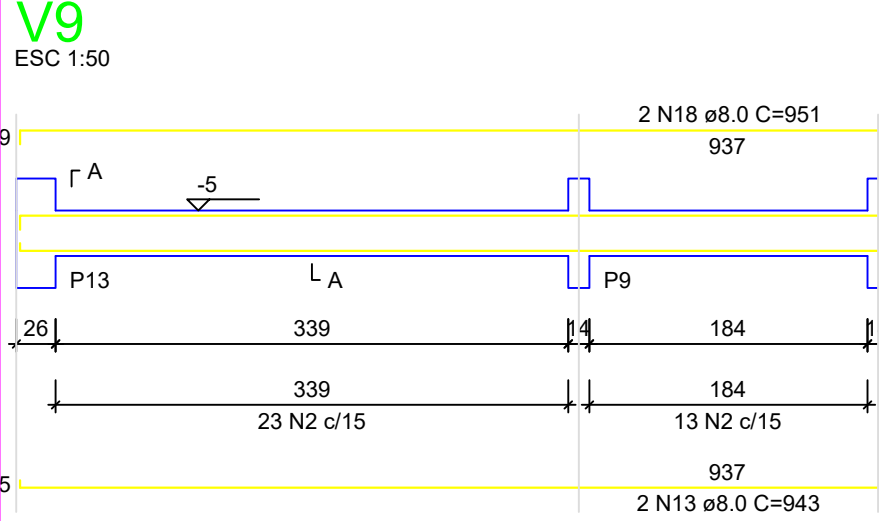 V9
ESC 1:50
2 N18 ø8.0 C=951
9
937
A
-5
P13
A
P9
26
339
14
184
1
339
184
23 N2 c/15
13 N2 c/15
937
5
2 N13 ø8.0 C=943